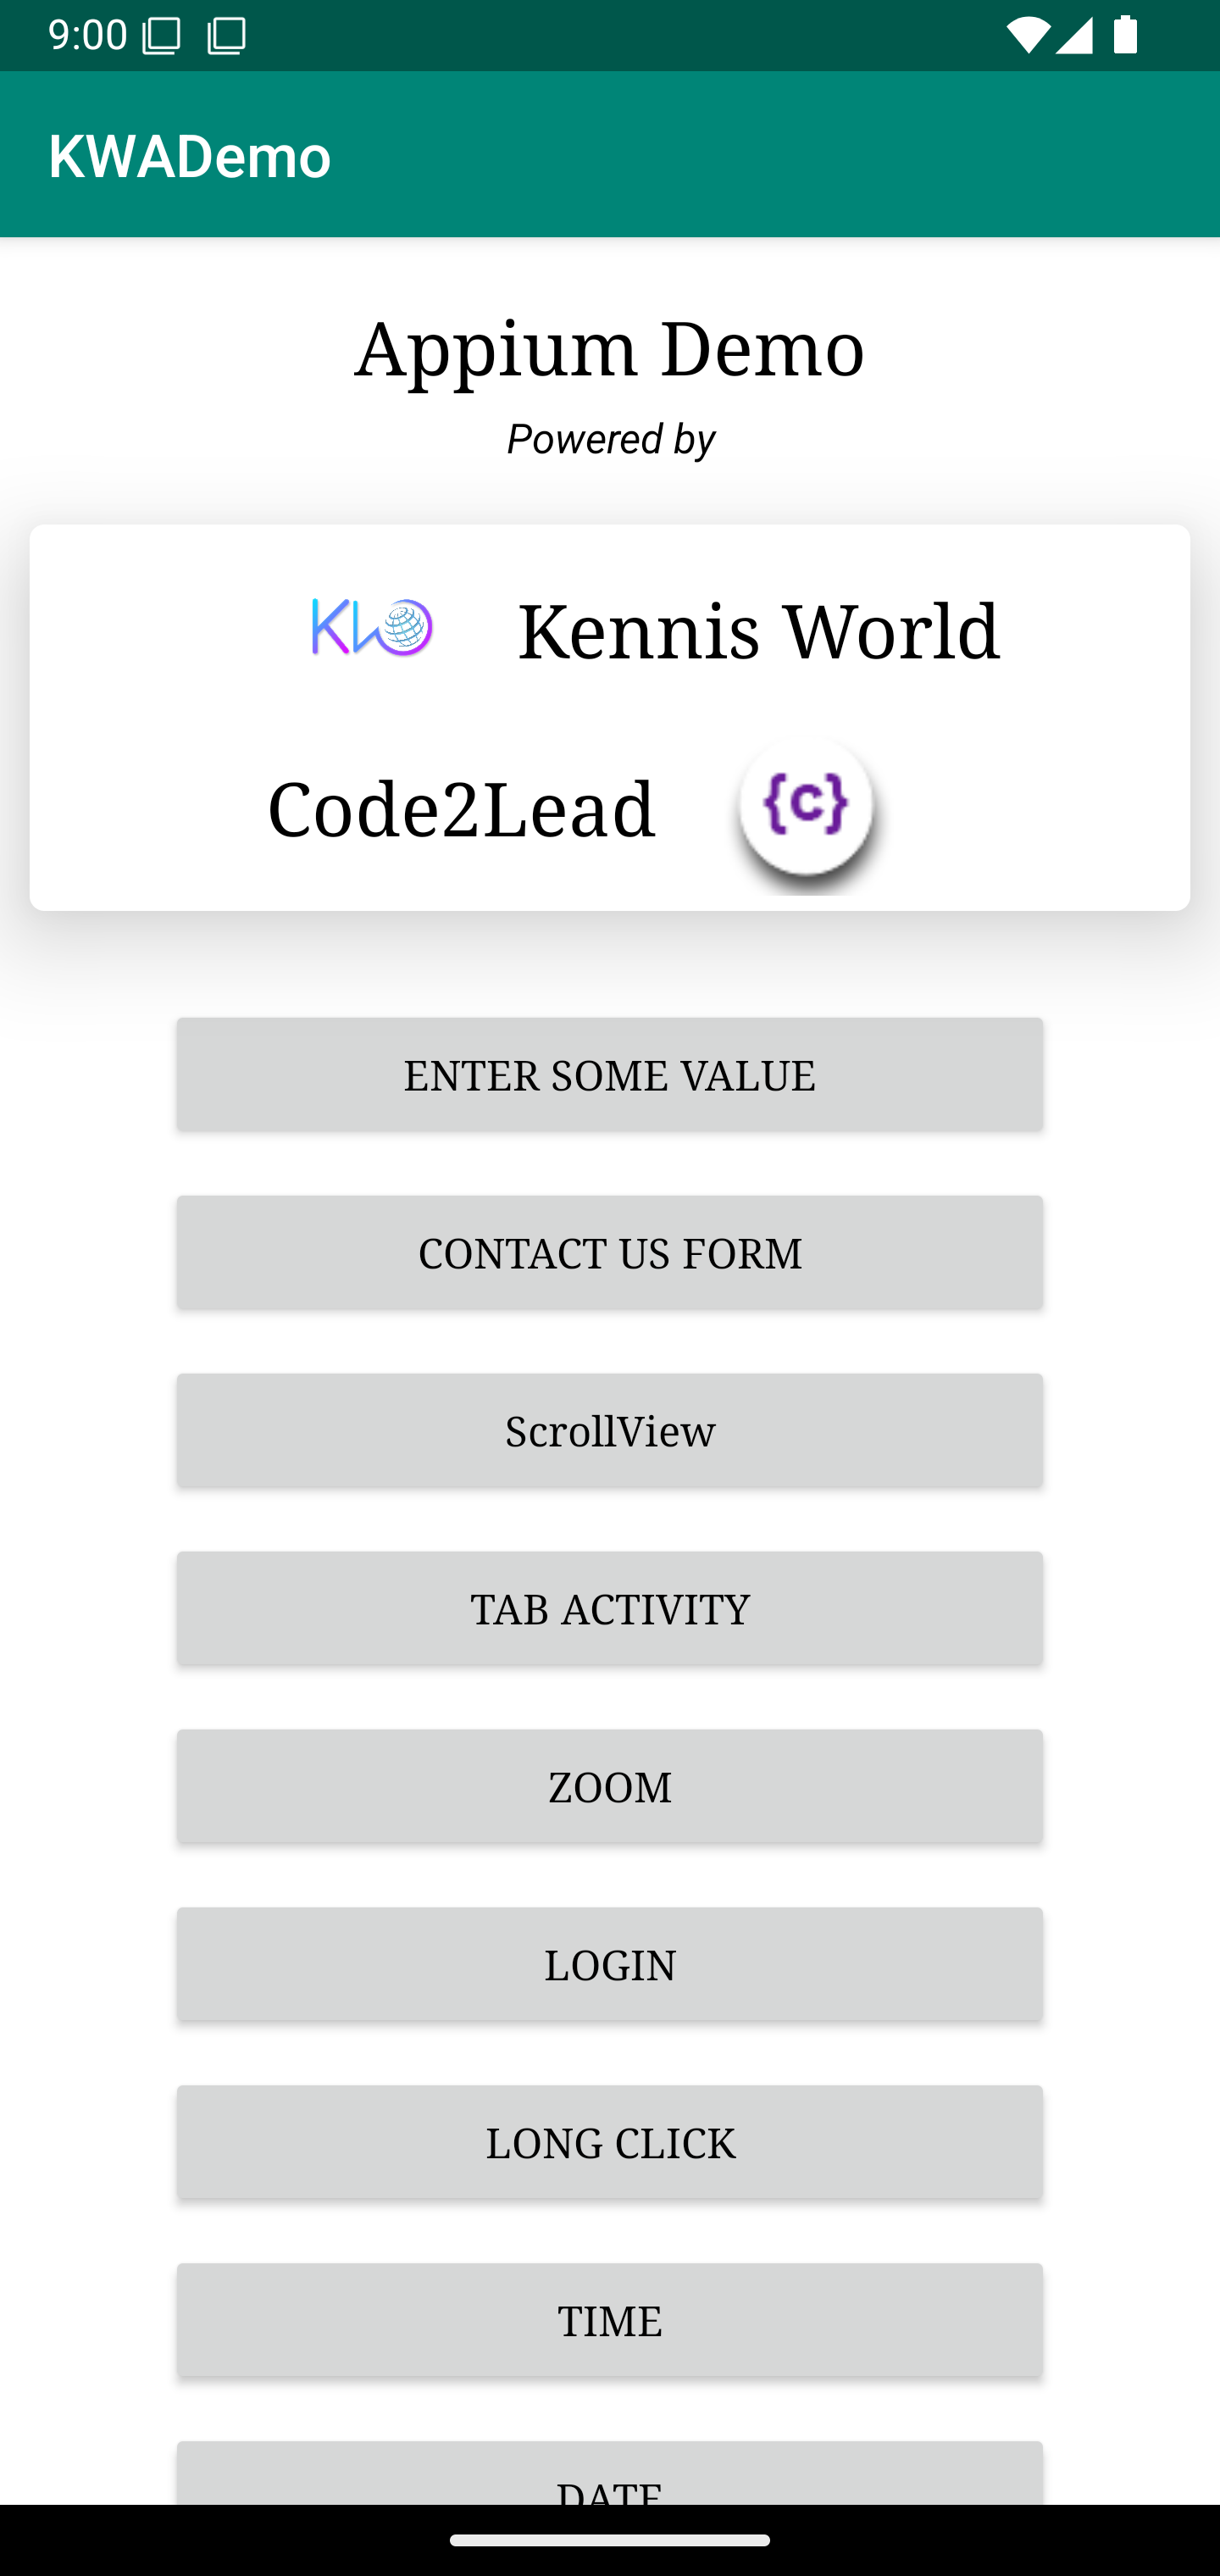 9:00
KWADemo
Appium Demo
Powered by
KW
Kennis World
Code2Lead
{c}
ENTER SOME VALUE
CONTACT US FORM
ScrollView
TAB ACTIVITY
ZOOM
LOGIN
LONG CLICK
TIME
DATE